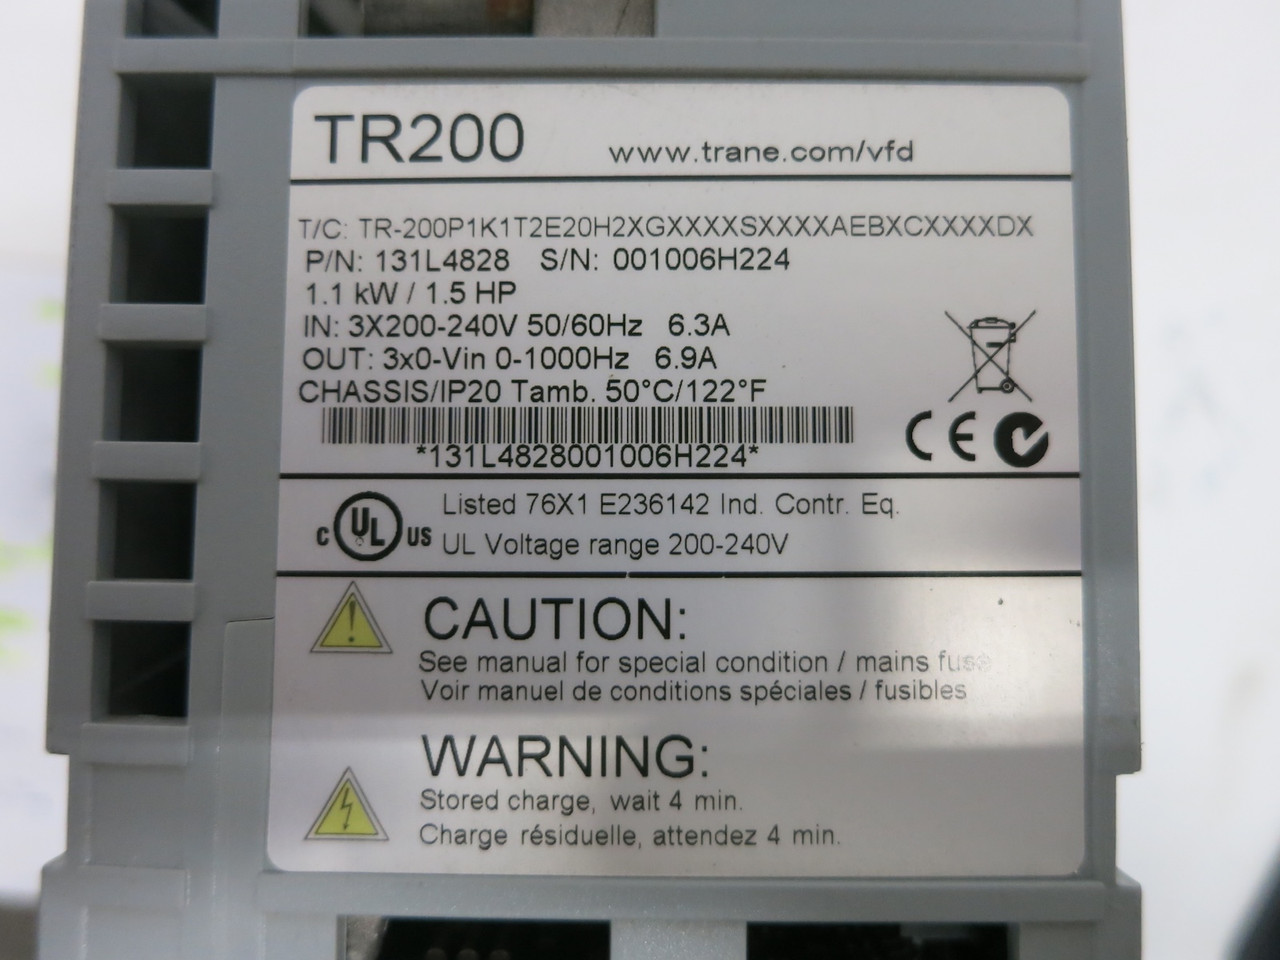 TR200
www.trane.com/vfd
T/C: TR-200P1K1T2E20H2XGXXXXSXXXXAEBXCXXXXDX
P/N: 131L4828 S/N: 001006H224
1.1 kW / 1.5 HP
IN: 3X200-240V 50/60Hz 6.3A
OUT: 3x0-Vin 0-1000Hz 6.9A
CHASSIS/IP20 Tamb. 50°C/122°F
*131L4828001006H224*
CE
c UL US
Listed 76X1 E236142 Ind. Contr. Eq.
UL Voltage range 200-240V
CAUTION:
See manual for special condition / mains fuse
Voir manuel de conditions spéciales / fusibles
WARNING:
Stored charge, wait 4 min.
Charge résiduelle, attendez 4 min.